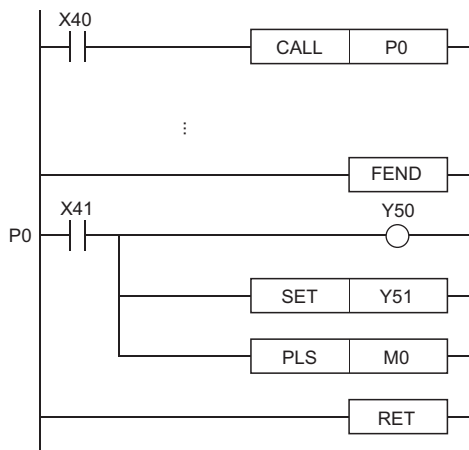 X40
CALL P0
⋮
FEND
X41 Y50
P0
SET Y51
PLS M0
RET